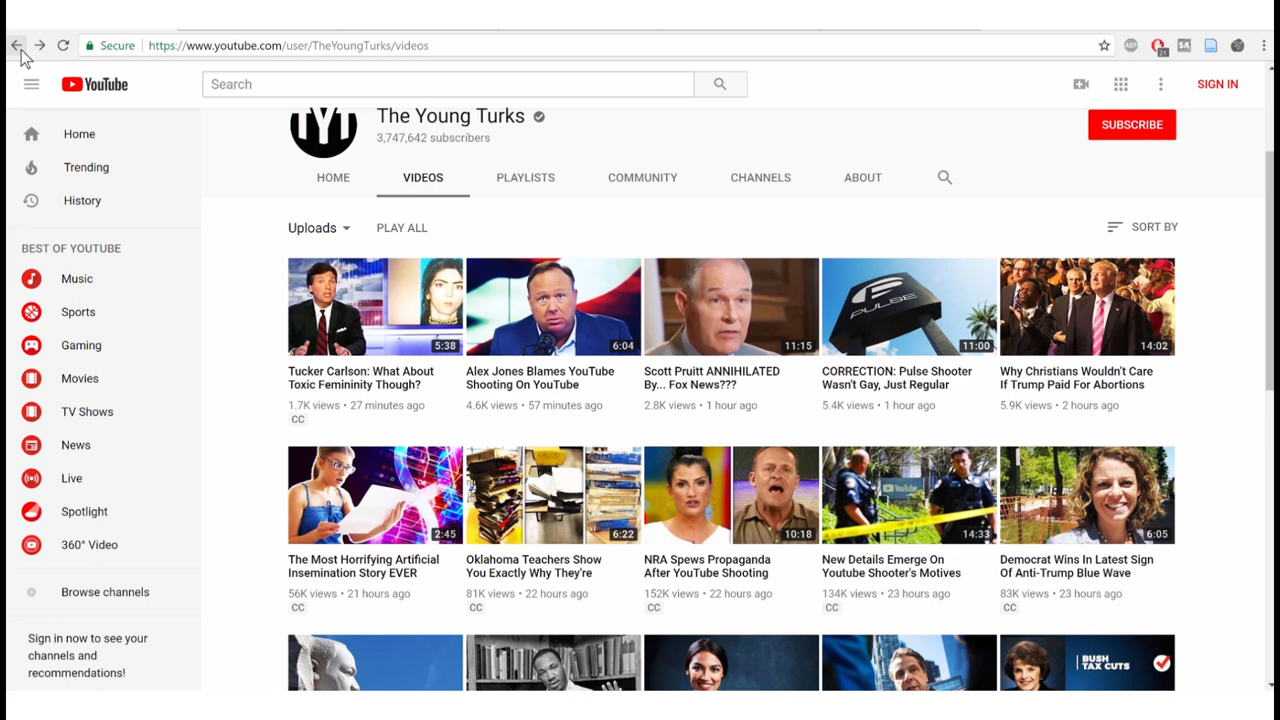 Secure https://www.youtube.com/user/TheYoungTurks/videos
ABP 21 SA
YouTube
Search
SIGN IN
TYT
The Young Turks
3,747,642 subscribers
SUBSCRIBE
HOME VIDEOS PLAYLISTS COMMUNITY CHANNELS ABOUT
Home
Trending
History
BEST OF YOUTUBE
Music
Sports
Gaming
Movies
TV Shows
News
Live
Spotlight
360° Video
Browse channels
Sign in now to see your
channels and
recommendations!
Uploads PLAY ALL SORT BY
5:38
Tucker Carlson: What About
Toxic Femininity Though?
1.7K views • 27 minutes ago
CC
6:04
Alex Jones Blames YouTube
Shooting On YouTube
4.6K views • 57 minutes ago
11:15
Scott Pruitt ANNIHILATED
By... Fox News???
2.8K views • 1 hour ago
PULSE
11:00
CORRECTION: Pulse Shooter
Wasn't Gay, Just Regular
5.4K views • 1 hour ago
14:02
Why Christians Wouldn't Care
If Trump Paid For Abortions
5.9K views • 2 hours ago
2:45
The Most Horrifying Artificial
Insemination Story EVER
56K views • 21 hours ago
CC
6:22
Oklahoma Teachers Show
You Exactly Why They're
81K views • 22 hours ago
CC
10:18
NRA Spews Propaganda
After YouTube Shooting
152K views • 22 hours ago
CC
YouTube
14:33
New Details Emerge On
Youtube Shooter's Motives
134K views • 23 hours ago
CC
6:05
Democrat Wins In Latest Sign
Of Anti-Trump Blue Wave
83K views • 23 hours ago
CC
BUSH
TAX CUTS